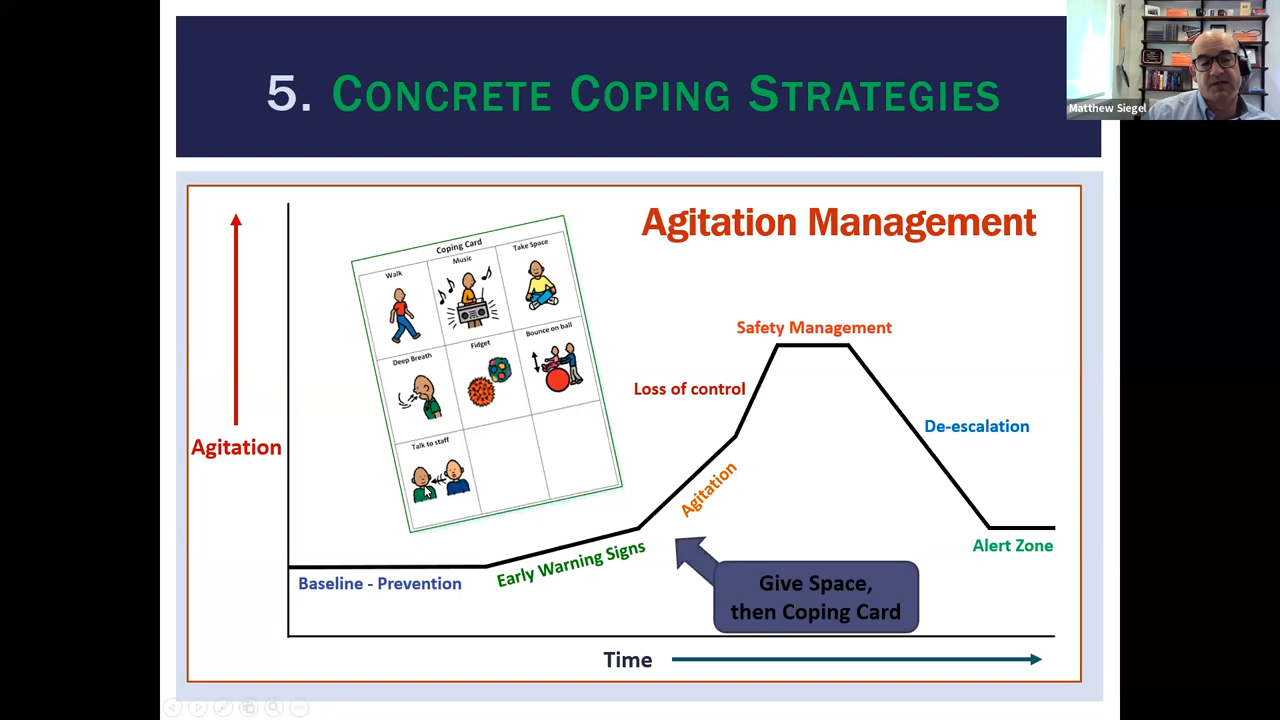 5. CONCRETE COPING STRATEGIES
Matthew Siegel
Agitation Management
Coping Card
Walk
Music
Take Space
Deep Breath
Fidget
Bounce on ball
Talk to staff
Safety Management
Loss of control
De-escalation
Agitation
Agitation
Early Warning Signs
Alert Zone
Baseline - Prevention
Give Space,
then Coping Card
Time